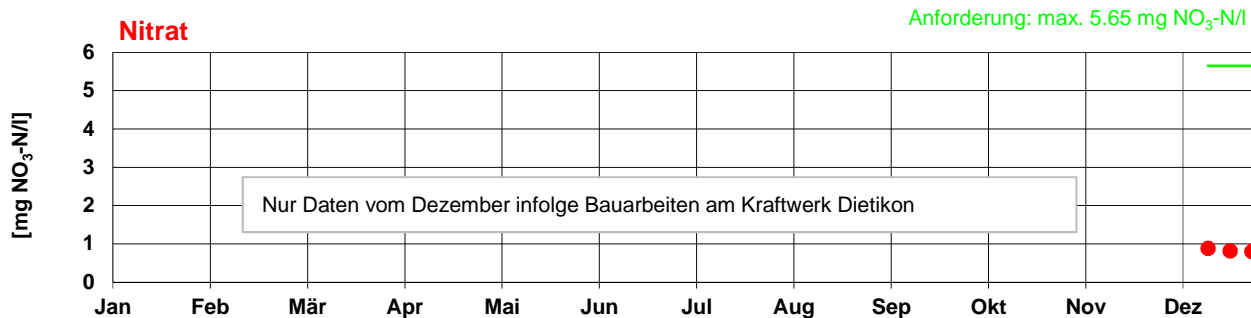 Anforderung: max. 5.65 mg NO3-N/l
Nitrat
[mg NO3-N/l]
6
5
4
3
2
1
0
Nur Daten vom Dezember infolge Bauarbeiten am Kraftwerk Dietikon
Jan Feb Mär Apr Mai Jun Jul Aug Sep Okt Nov Dez